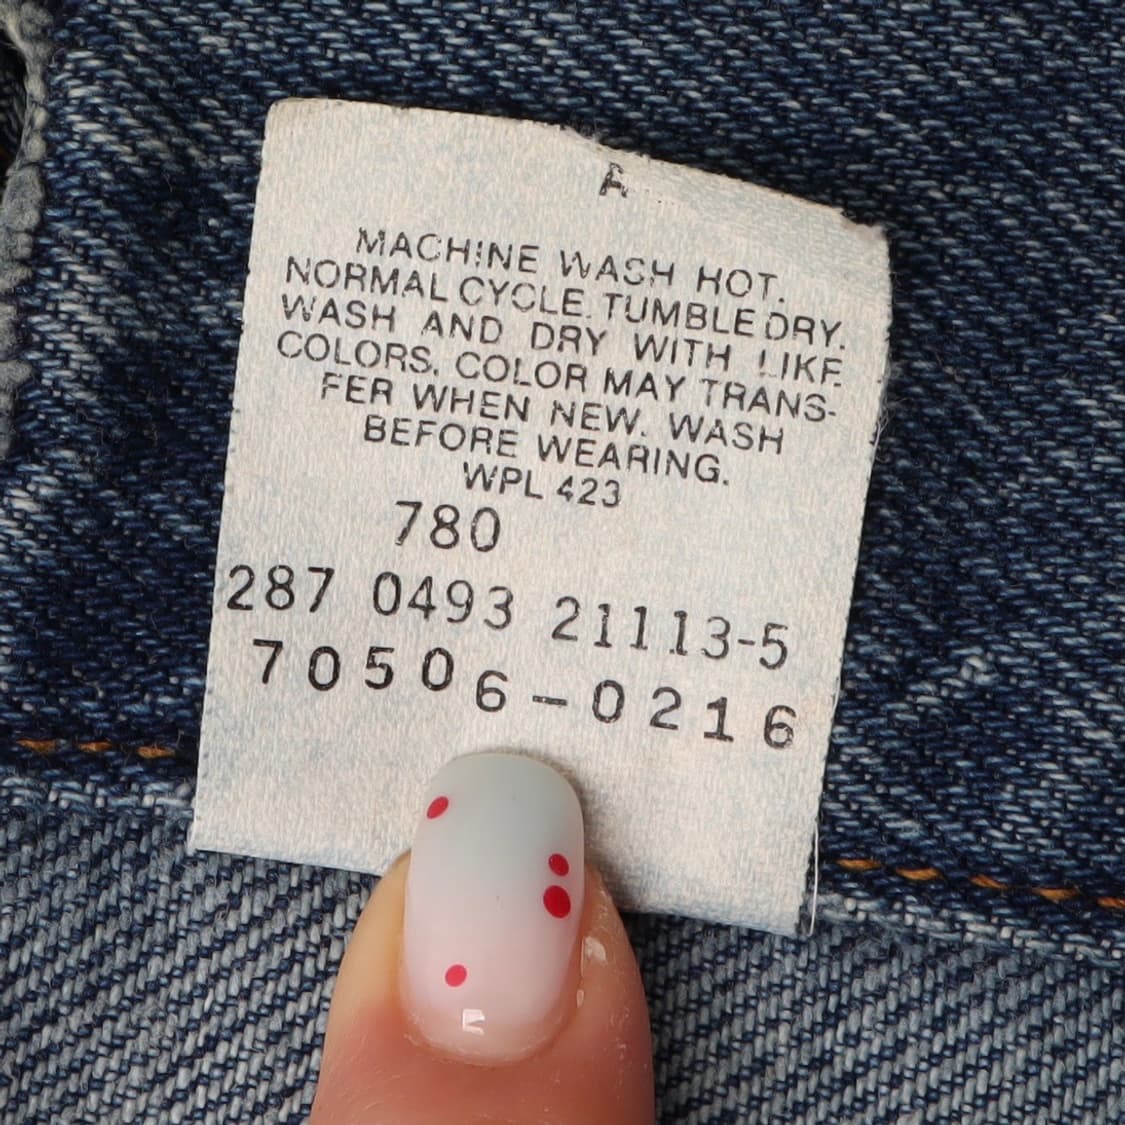 A
MACHINE WASH HOT.
NORMAL CYCLE. TUMBLE DRY.
WASH AND DRY WITH LIKE
COLORS. COLOR MAY TRANS-
FER WHEN NEW. WASH
BEFORE WEARING.
WPL 423
780
287 0493 21113-5
70506-0216